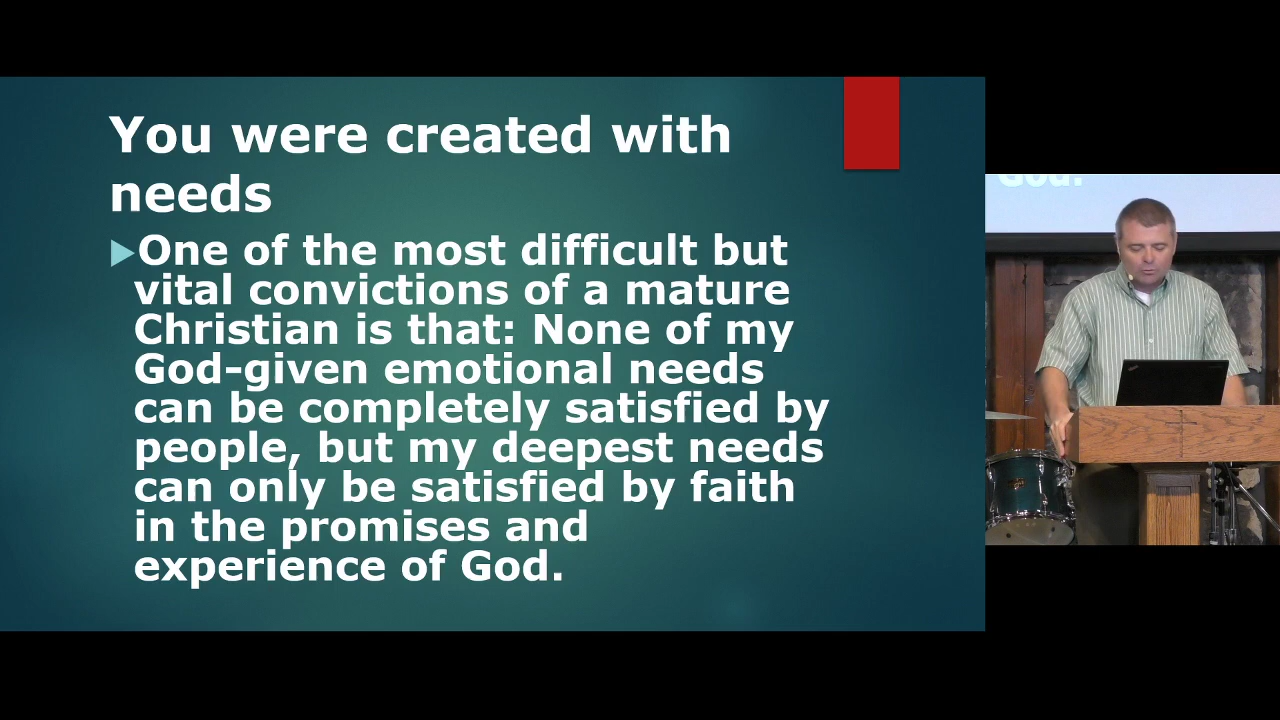 You were created with
needs
One of the most difficult but
vital convictions of a mature
Christian is that: None of my
God-given emotional needs
can be completely satisfied by
people, but my deepest needs
can only be satisfied by faith
in the promises and
experience of God.
God.